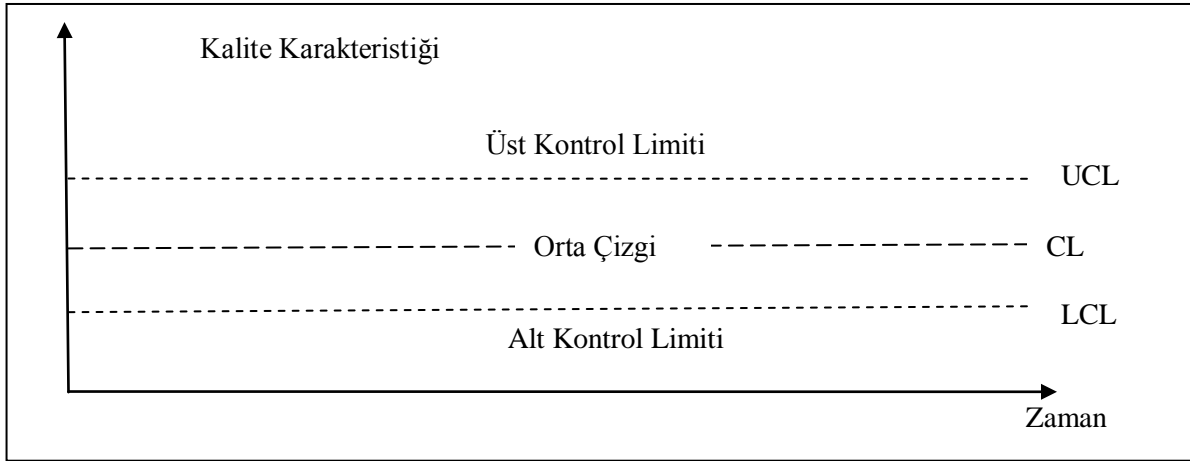 Kalite Karakteristiği
Üst Kontrol Limiti
UCL
Orta Çizgi
CL
LCL
Alt Kontrol Limiti
Zaman